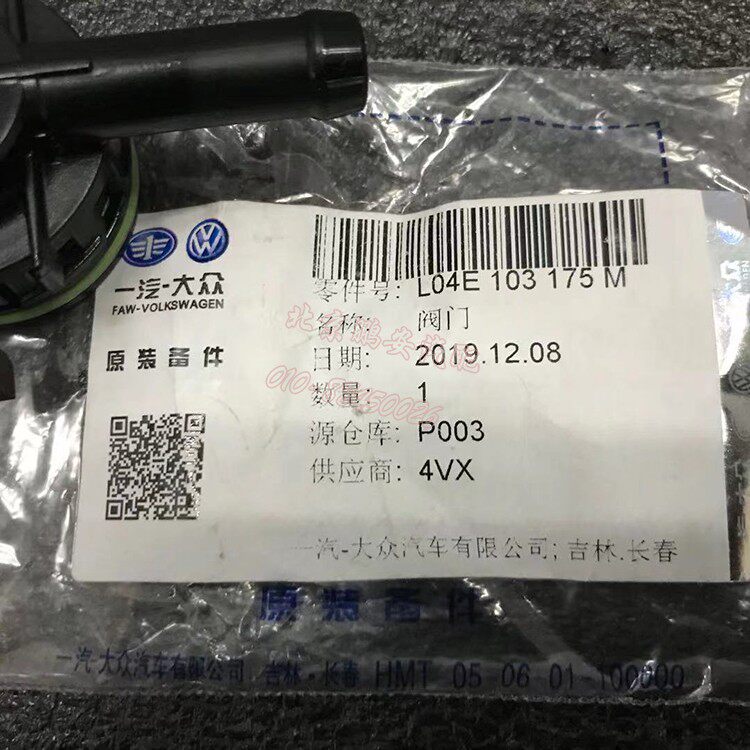 一汽-大众
FAW-VOLKSWAGEN
原装备件
零件号: L04E 103 175 M
名称: 阀门
日期: 2019.12.08
数量: 1
源仓库: P003
供应商: 4VX
一汽-大众汽车有限公司; 吉林.长春
原装备件
一汽-大众汽车有限公司 吉林·长春 HMT 05 06 01-100000